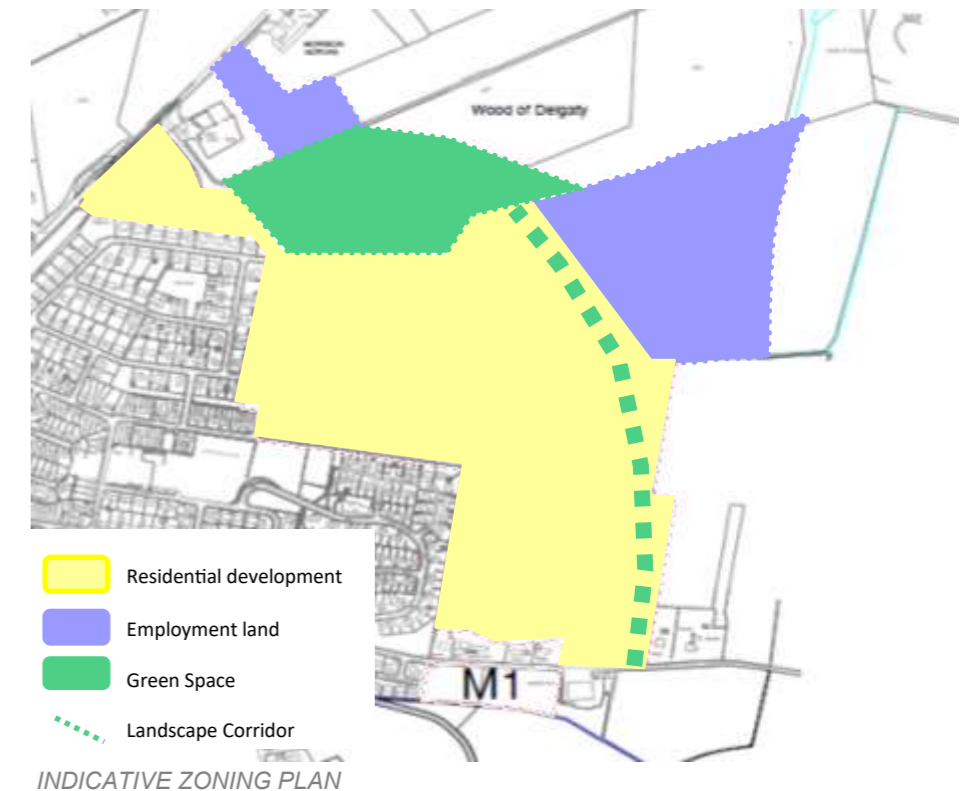 Wood of Delgaty
M1
Residential development
Employment land
Green Space
Landscape Corridor
INDICATIVE ZONING PLAN